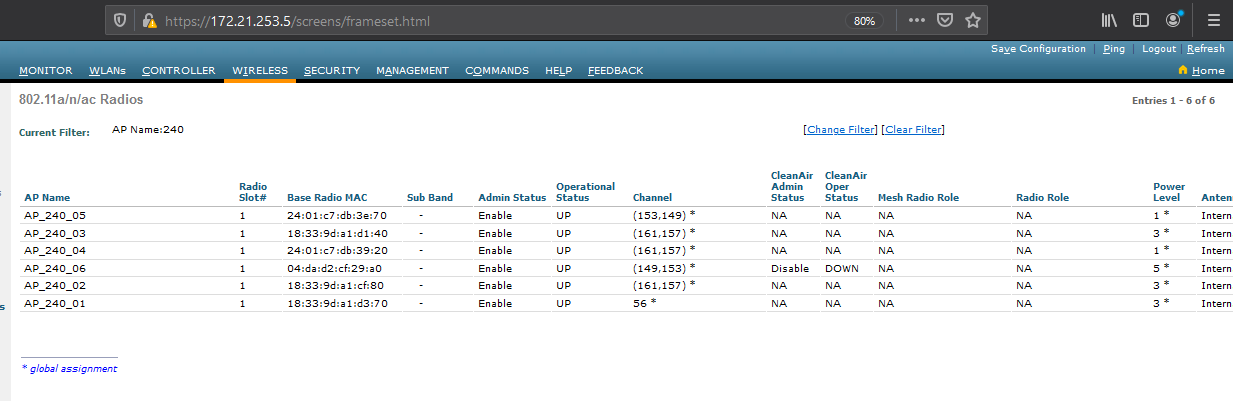 https://172.21.253.5/screens/frameset.html 80%
Save Configuration | Ping | Logout | Refresh
MONITOR WLANs CONTROLLER WIRELESS SECURITY MANAGEMENT COMMANDS HELP FEEDBACK Home
802.11a/n/ac Radios Entries 1 - 6 of 6
Current Filter: AP Name:240 [Change Filter] [Clear Filter]
AP Name Radio Slot# Base Radio MAC Sub Band Admin Status Operational Status Channel CleanAir Admin Status CleanAir Oper Status Mesh Radio Role Radio Role Power Level Anten
AP_240_05 1 24:01:c7:db:3e:70 - Enable UP (153,149) * NA NA NA NA 1 * Intern
AP_240_03 1 18:33:9d:a1:d1:40 - Enable UP (161,157) * NA NA NA NA 3 * Intern
AP_240_04 1 24:01:c7:db:39:20 - Enable UP (161,157) * NA NA NA NA 1 * Intern
AP_240_06 1 04:da:d2:cf:29:a0 - Enable UP (149,153) * Disable DOWN NA NA 5 * Intern
AP_240_02 1 18:33:9d:a1:cf:80 - Enable UP (161,157) * NA NA NA NA 3 * Intern
AP_240_01 1 18:33:9d:a1:d3:70 - Enable UP 56 * NA NA NA NA 3 * Intern
s
* global assignment